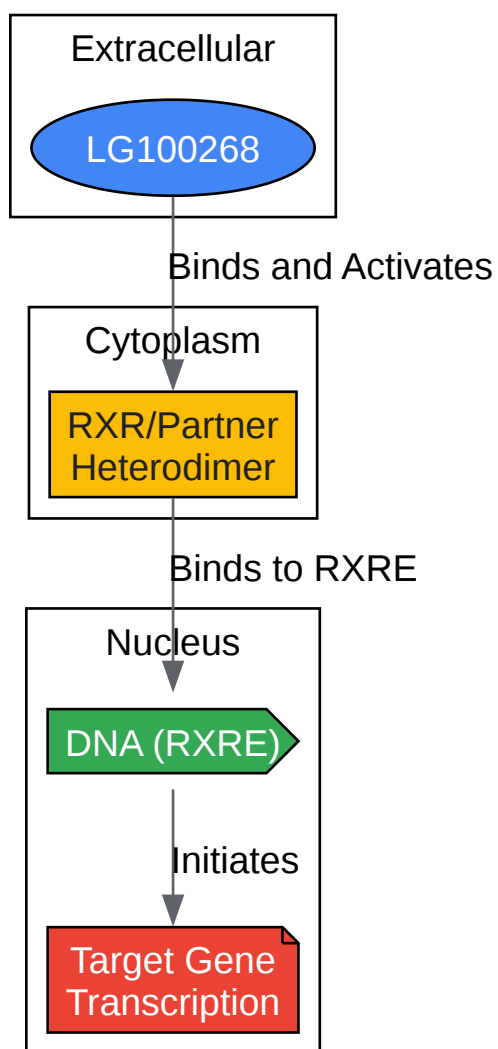 Extracellular
LG100268
Binds and Activates
Cytoplasm
RXR/Partner
Heterodimer
Binds to RXRE
Nucleus
DNA (RXRE)
Initiates
Target Gene
Transcription